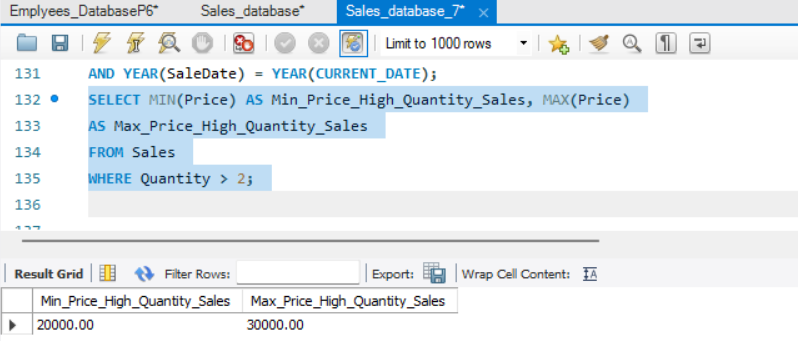 Emplyees_DatabaseP6* Sales_database* Sales_database_7* ×
Limit to 1000 rows
131 AND YEAR(SaleDate) = YEAR(CURRENT_DATE);
132 SELECT MIN(Price) AS Min_Price_High_Quantity_Sales, MAX(Price)
133 AS Max_Price_High_Quantity_Sales
134 FROM Sales
135 WHERE Quantity > 2;
136
Result Grid Filter Rows: Export: Wrap Cell Content:
Min_Price_High_Quantity_Sales Max_Price_High_Quantity_Sales
20000.00 30000.00